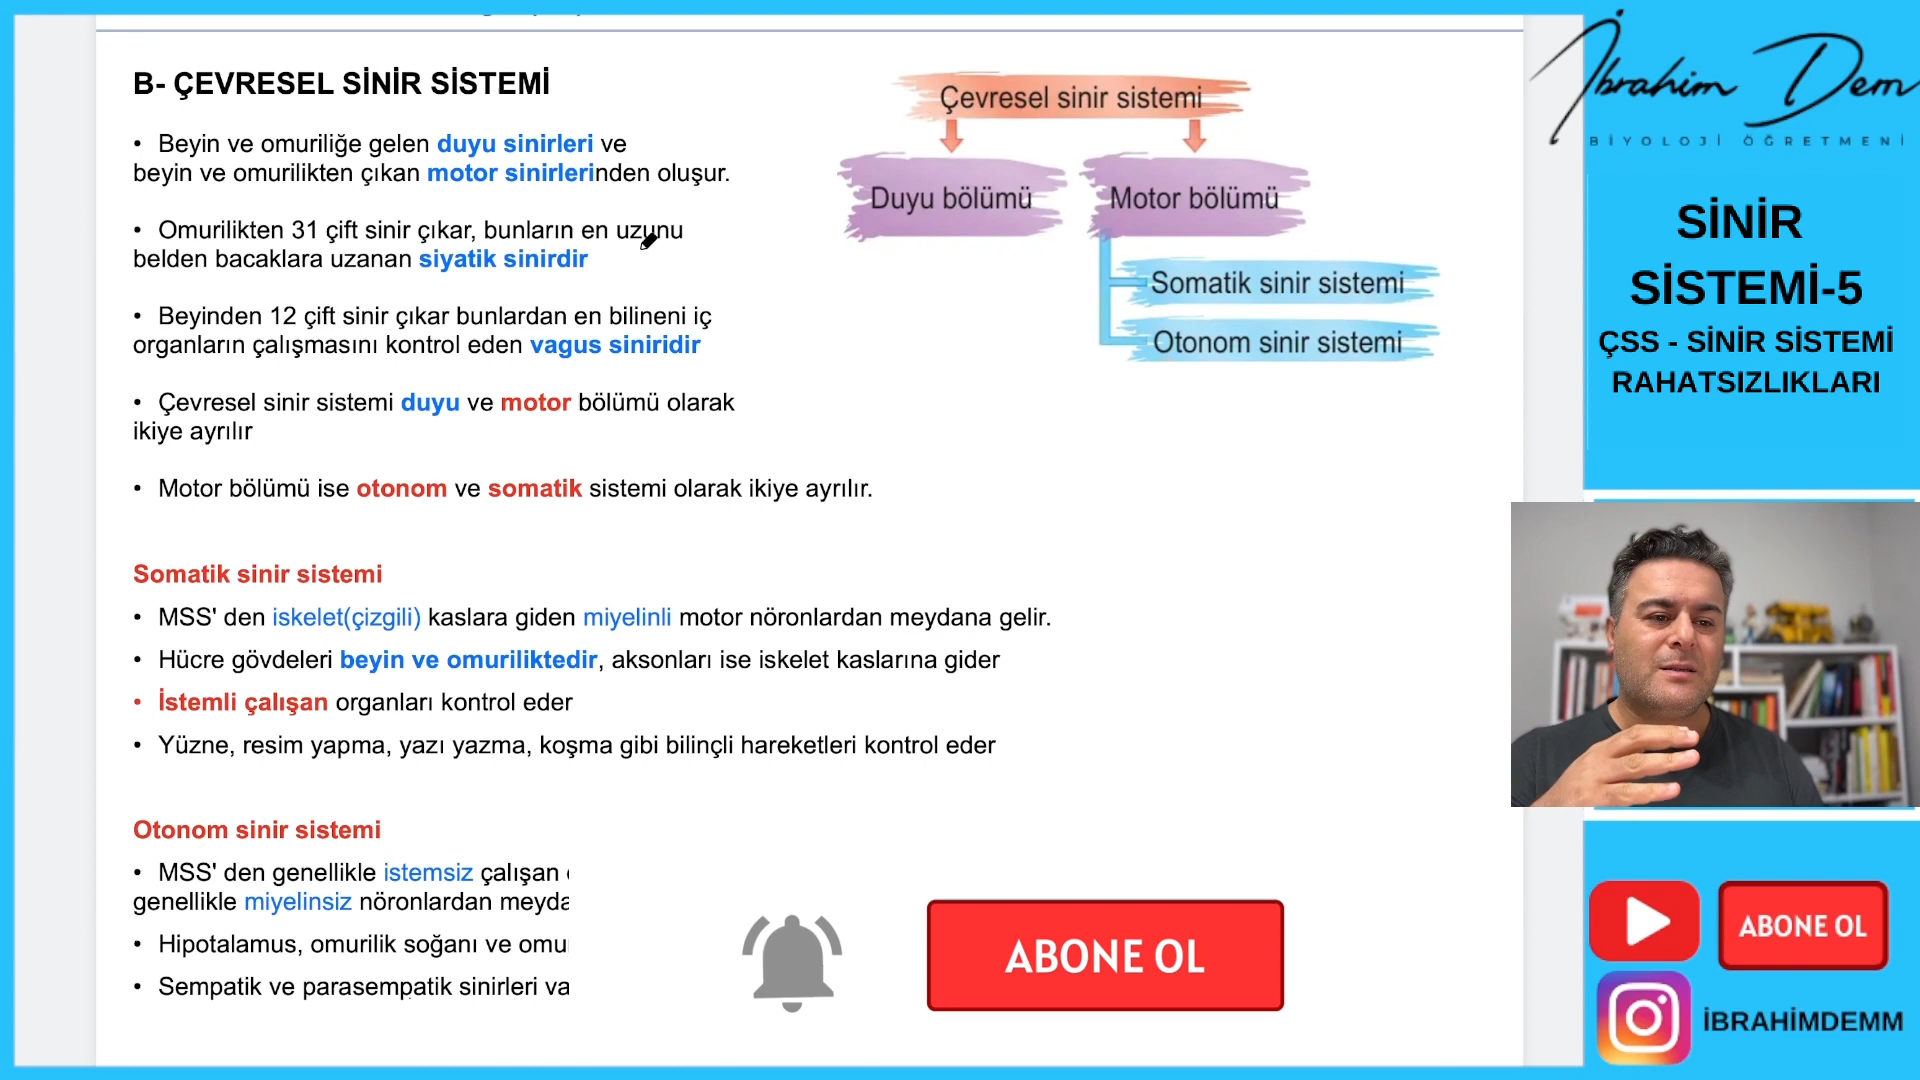 B- ÇEVRESEL SİNİR SİSTEMİ
• Beyin ve omuriliğe gelen duyu sinirleri ve
beyin ve omurilikten çıkan motor sinirlerinden oluşur.
• Omurilikten 31 çift sinir çıkar, bunların en uzunu
belden bacaklara uzanan siyatik sinirdir
• Beyinden 12 çift sinir çıkar bunlardan en bilineni iç
organların çalışmasını kontrol eden vagus siniridir
• Çevresel sinir sistemi duyu ve motor bölümü olarak
ikiye ayrılır
• Motor bölümü ise otonom ve somatik sistemi olarak ikiye ayrılır.
Çevresel sinir sistemi
Duyu bölümü
Motor bölümü
Somatik sinir sistemi
Otonom sinir sistemi
Somatik sinir sistemi
• MSS' den iskelet(çizgili) kaslara giden miyelinli motor nöronlardan meydana gelir.
• Hücre gövdeleri beyin ve omuriliktedir, aksonları ise iskelet kaslarına gider
• İstemli çalışan organları kontrol eder
• Yüzne, resim yapma, yazı yazma, koşma gibi bilinçli hareketleri kontrol eder
Otonom sinir sistemi
• MSS' den genellikle istemsiz çalışan
genellikle miyelinsiz nöronlardan meyda
• Hipotalamus, omurilik soğanı ve omu
• Sempatik ve parasempatik sinirleri va
ABONE OL
İbrahim Dem
BİYOLOJİ ÖĞRETMENİ
SİNİR
SİSTEMİ-5
ÇSS - SİNİR SİSTEMİ
RAHATSIZLIKLARI
ABONE OL
İBRAHİMDEMM